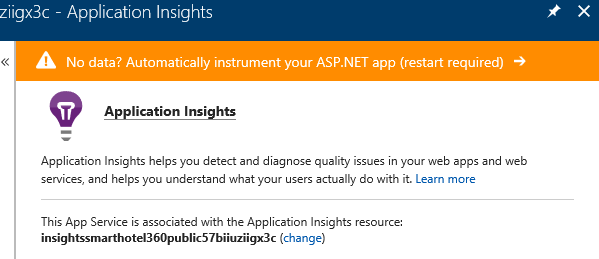 ziigx3c - Application Insights
« No data? Automatically instrument your ASP.NET app (restart required) →
Application Insights
Application Insights helps you detect and diagnose quality issues in your web apps and web
services, and helps you understand what your users actually do with it. Learn more
This App Service is associated with the Application Insights resource:
insightssmarthotel360public57biiuziigx3c (change)